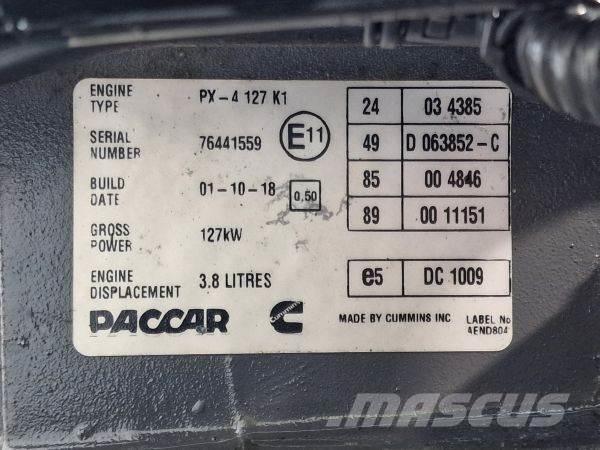 ENGINE TYPE PX-4 127 K1
SERIAL NUMBER 76441559
E11
BUILD DATE 01-10-18
0,50
GROSS POWER 127kW
ENGINE DISPLACEMENT 3.8 LITRES
24 03 4385
49 D 063852-C
85 00 4846
89 00 11151
e5 DC 1009
PACCAR
Cummins
MADE BY CUMMINS INC
LABEL No
AEND804
MASCUS